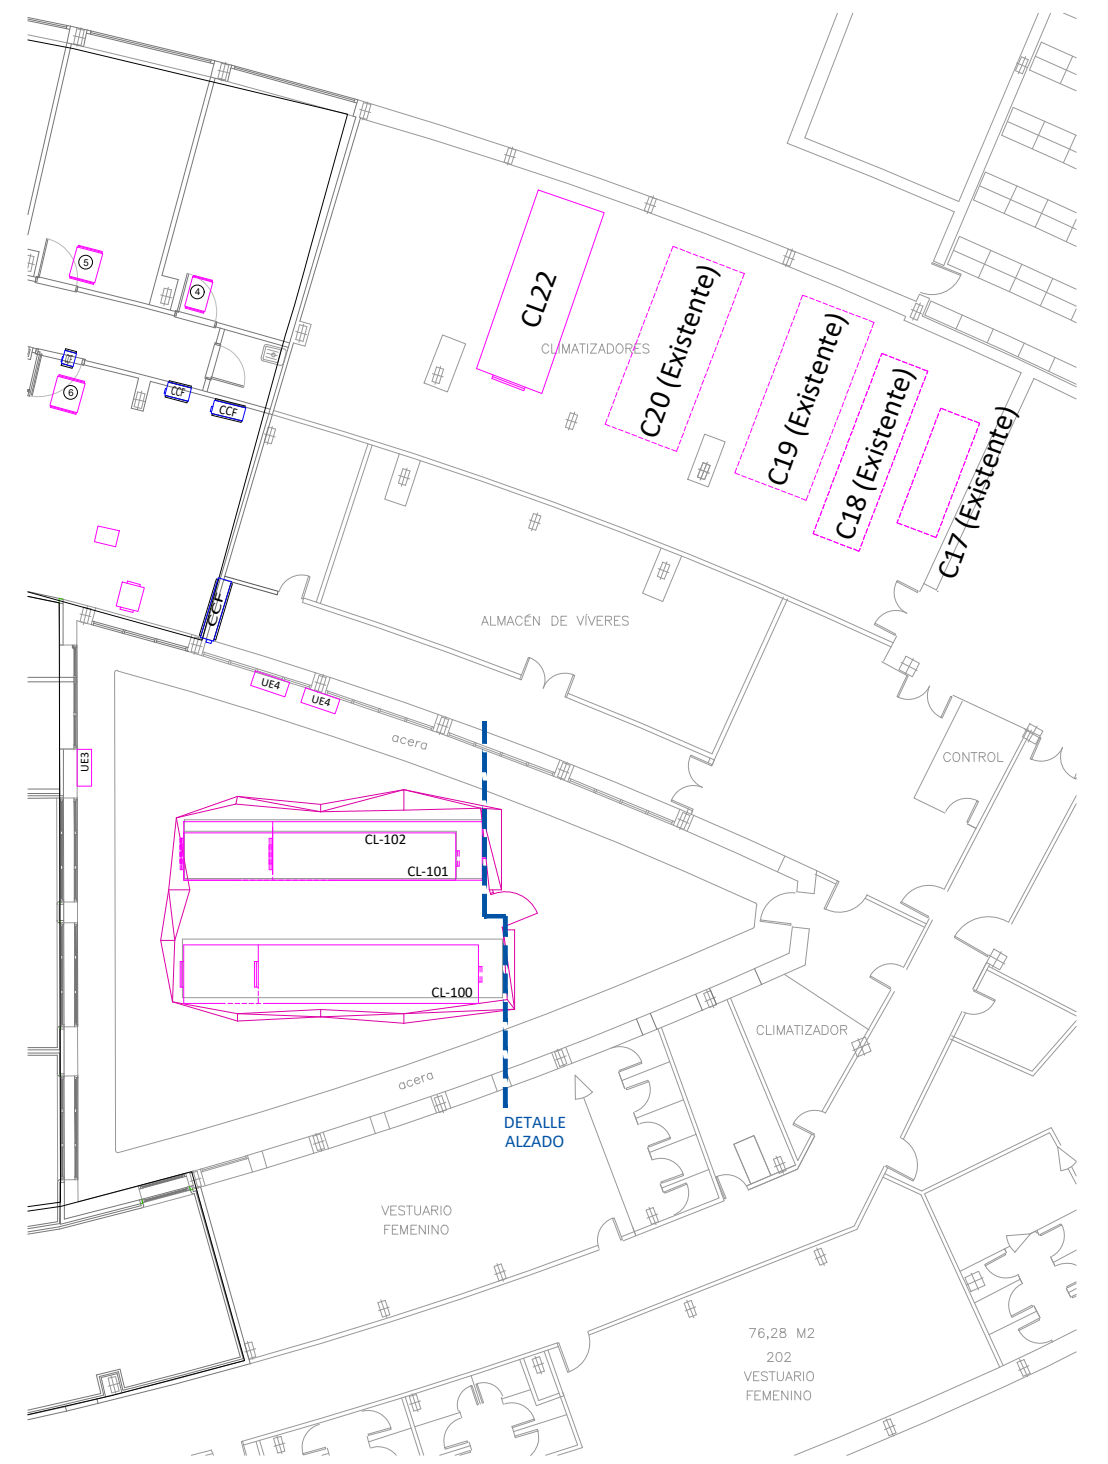 5
4
CL22
C20 (Existente)
CLIMATIZADORES
C19 (Existente)
C18 (Existente)
C17 (Existente)
6
CCF
CCF
CCF
ALMACÉN DE VÍVERES
UE4
UE4
acera
UE3
CONTROL
CL-102
CL-101
CL-100
CLIMATIZADOR
acera
DETALLE
ALZADO
VESTUARIO
FEMENINO
76,28 M2
202
VESTUARIO
FEMENINO